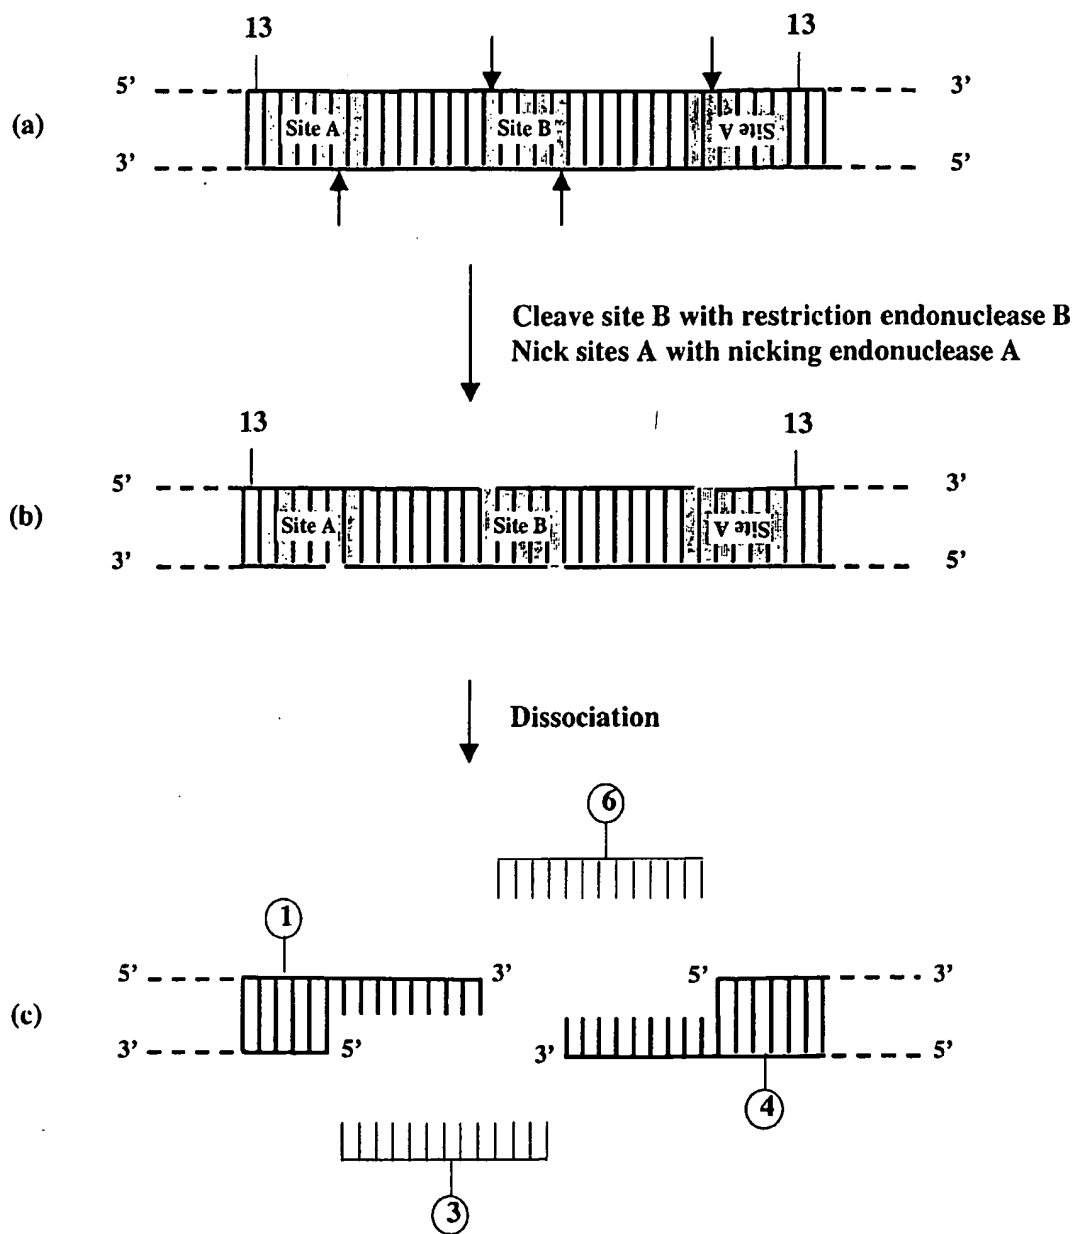 13 13
5’ 3’
(a)
Site A Site B Site A
3’ 5’
Cleave site B with restriction endonuclease B
Nick sites A with nicking endonuclease A
13 13
5’ 3’
(b)
Site A Site B Site A
3’ 5’
Dissociation
6
1
5’ 3’ 5’ 3’
(c)
3’ 5’ 3’ 5’
4
3